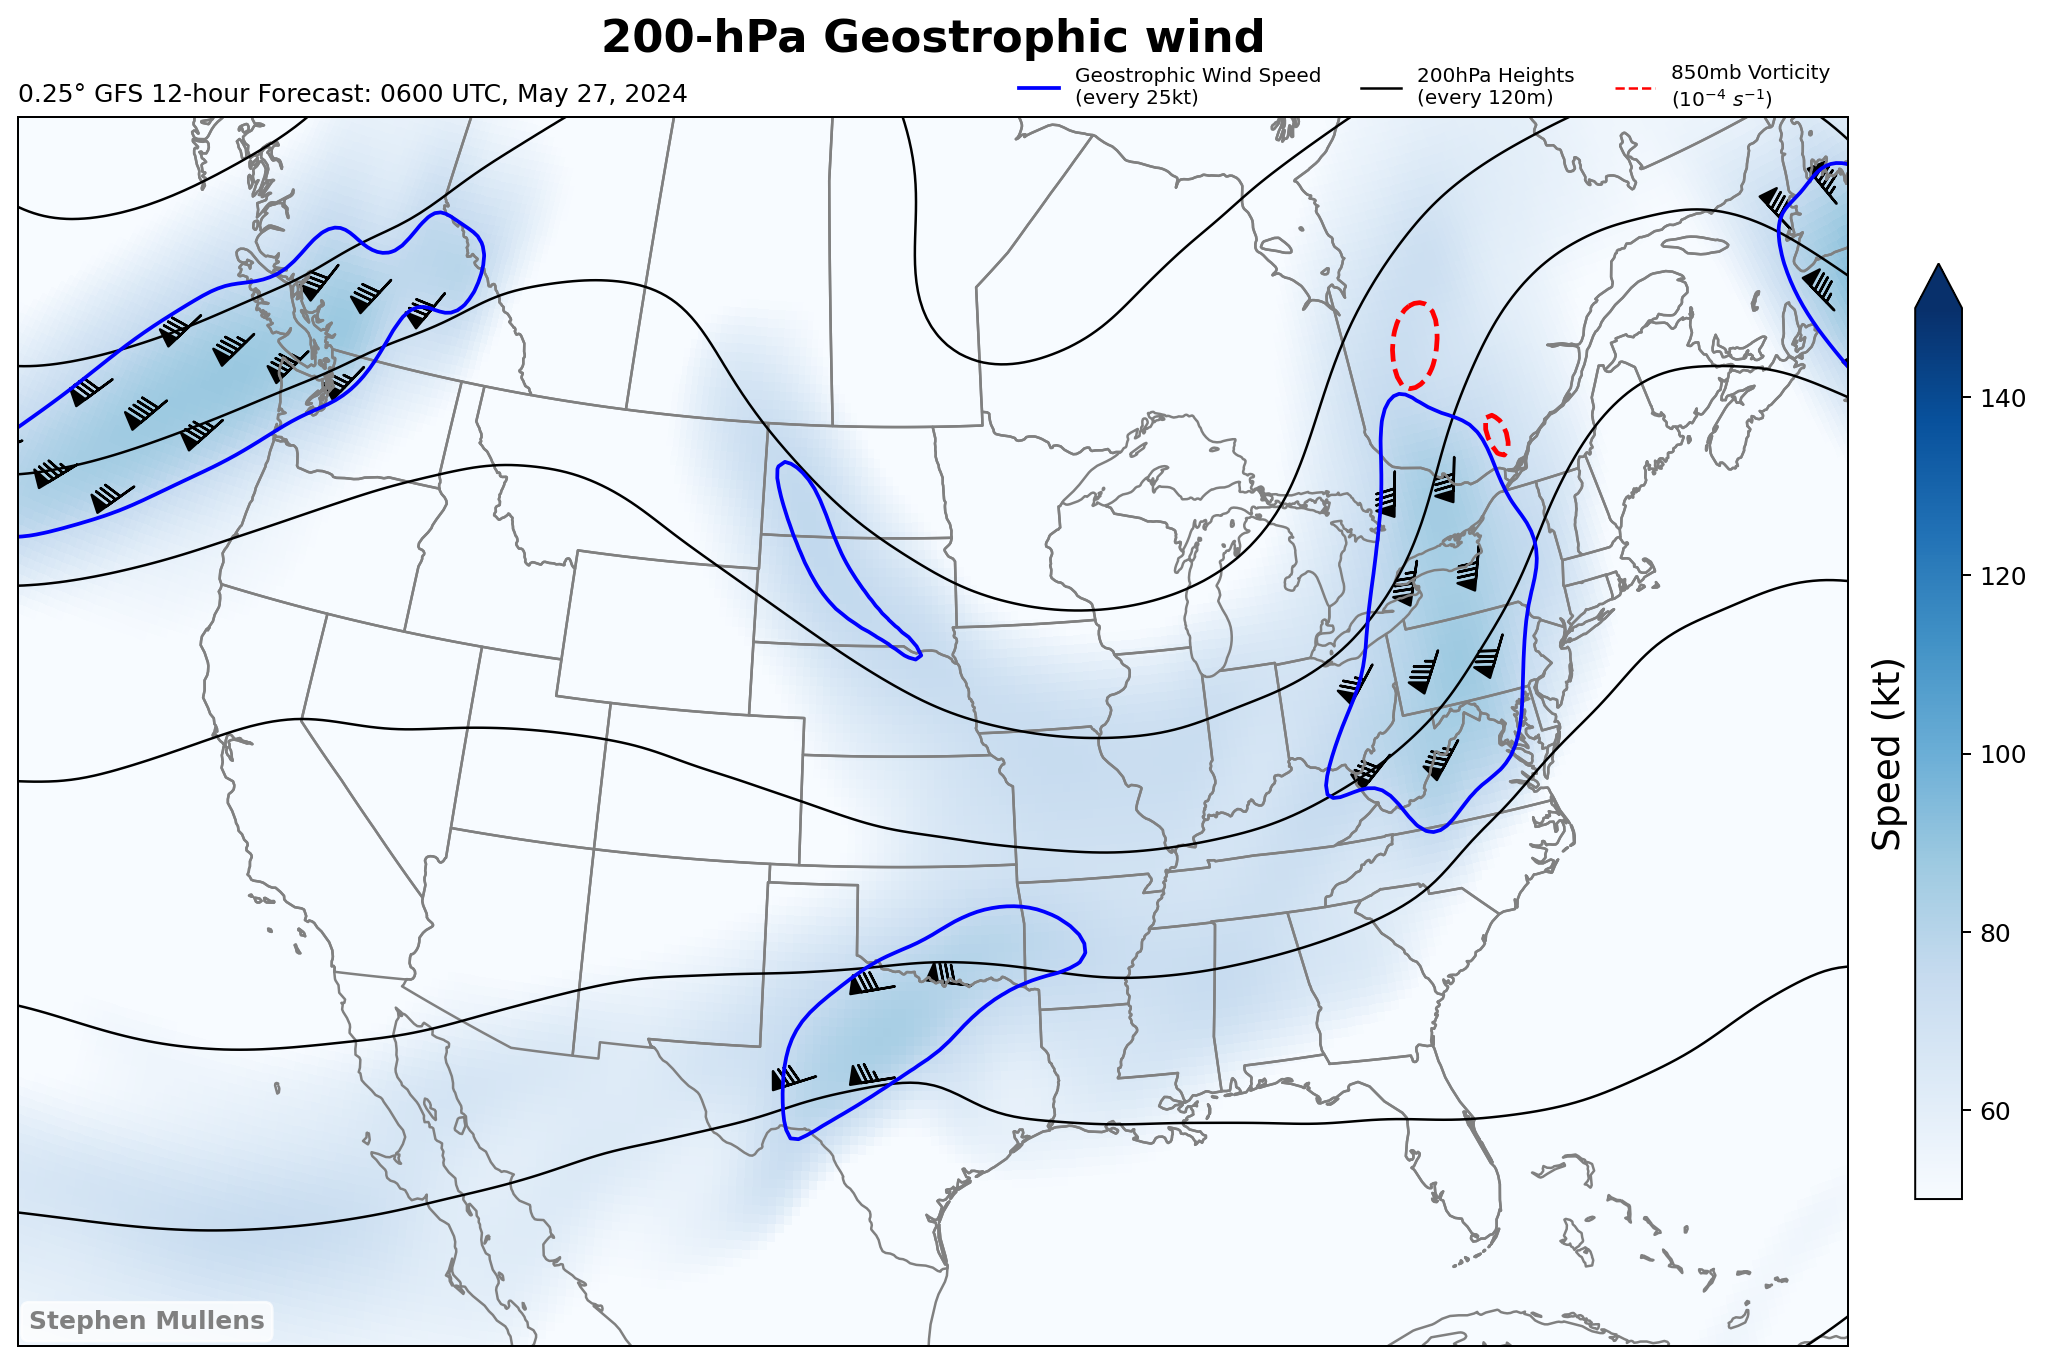 200-hPa Geostrophic wind
0.25° GFS 12-hour Forecast: 0600 UTC, May 27, 2024
Geostrophic Wind Speed
(every 25kt)
200hPa Heights
(every 120m)
850mb Vorticity
(10⁻⁴ s⁻¹)
140
120
100
80
60
Speed (kt)
Stephen Mullens